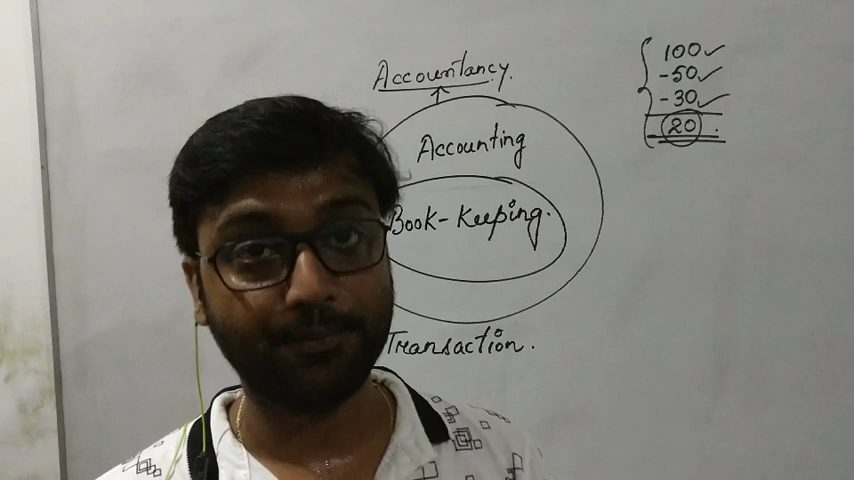 Accountancy.
Accounting
Book-Keeping.
Transaction.
100
-50
-30
20